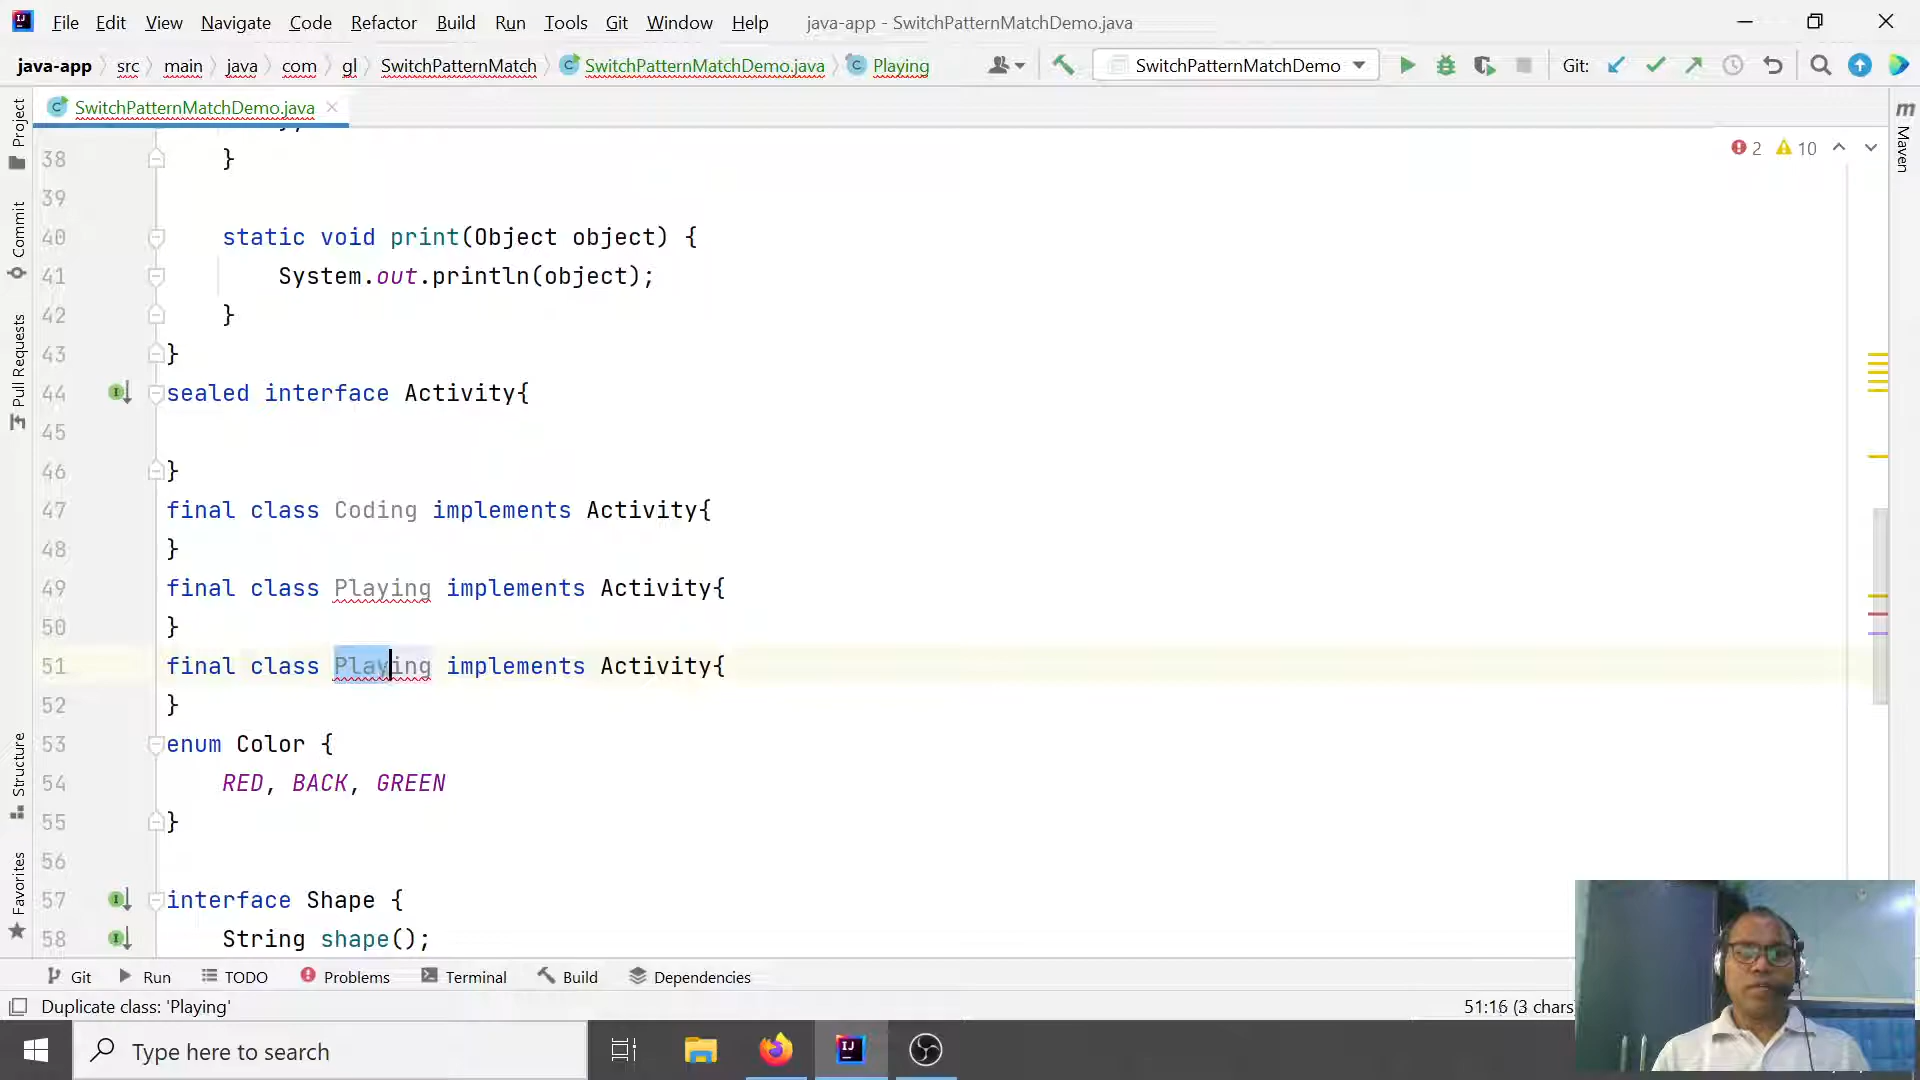 File Edit View Navigate Code Refactor Build Run Tools Git Window Help java-app - SwitchPatternMatchDemo.java
java-app src main java com gl SwitchPatternMatch SwitchPatternMatchDemo.java Playing SwitchPatternMatchDemo Git:
SwitchPatternMatchDemo.java
Project
Commit
Pull Requests
Structure
Favorites
m Maven
2 10
38 }
39
40 static void print(Object object) {
41 System.out.println(object);
42 }
43 }
44 sealed interface Activity{
45
46 }
47 final class Coding implements Activity{
48 }
49 final class Playing implements Activity{
50 }
51 final class Playing implements Activity{
52 }
53 enum Color {
54 RED, BACK, GREEN
55 }
56
57 interface Shape {
58 String shape();
Git Run TODO Problems Terminal Build Dependencies
Duplicate class: 'Playing' 51:16 (3 chars
Type here to search